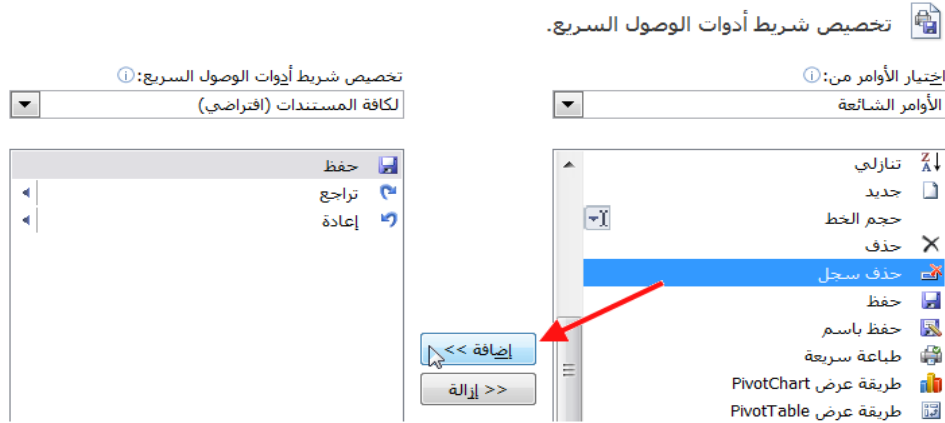 تخصيص شريط أدوات الوصول السريع.
اختيار الأوامر من:
الأوامر الشائعة
تنازلي
جديد
حجم الخط
حذف
حذف سجل
حفظ
حفظ باسم
طباعة سريعة
طريقة عرض PivotChart
طريقة عرض PivotTable
إضافة >>
<< إزالة
تخصيص شريط أدوات الوصول السريع:
لكافة المستندات (افتراضي)
حفظ
تراجع
إعادة